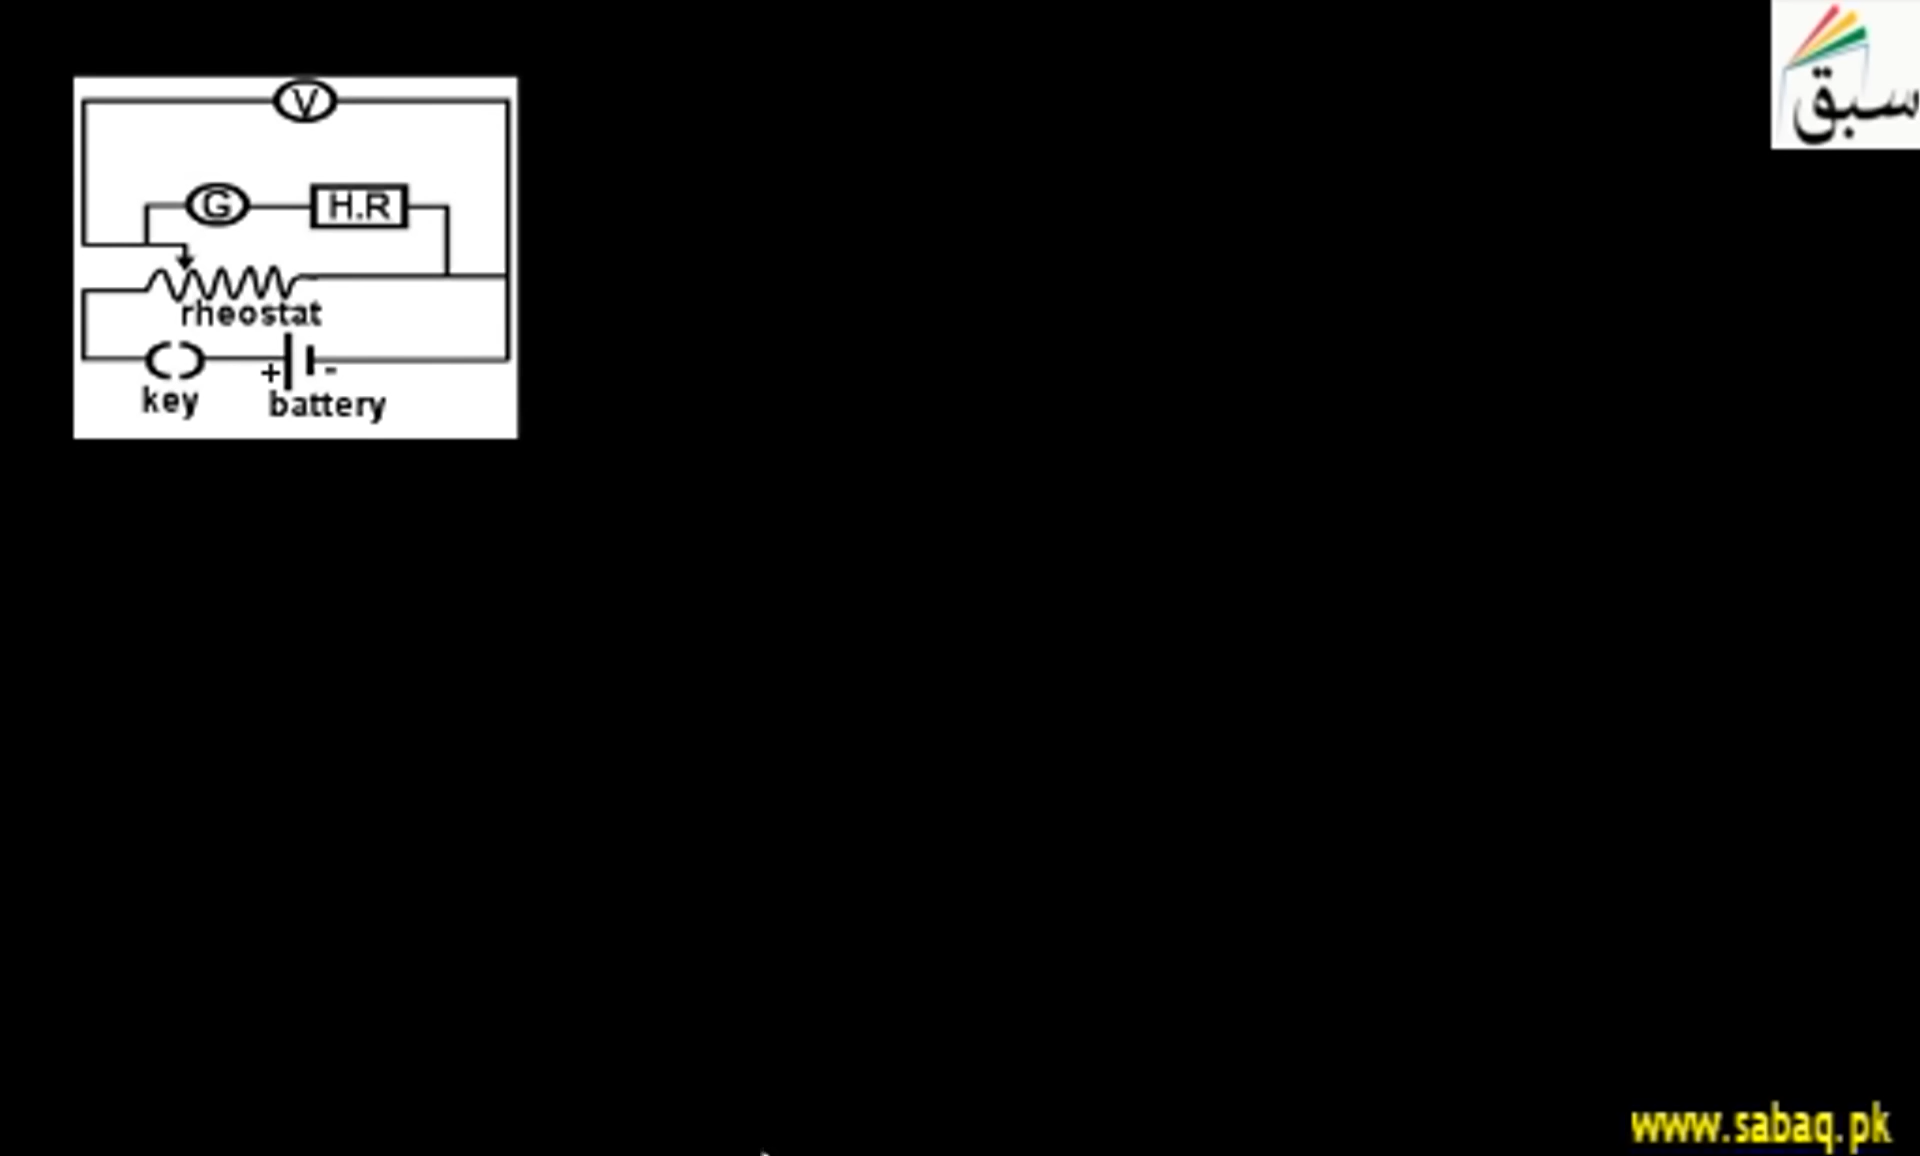 سبق
V
G H.R
rheostat
+ -
key battery
www.sabaq.pk